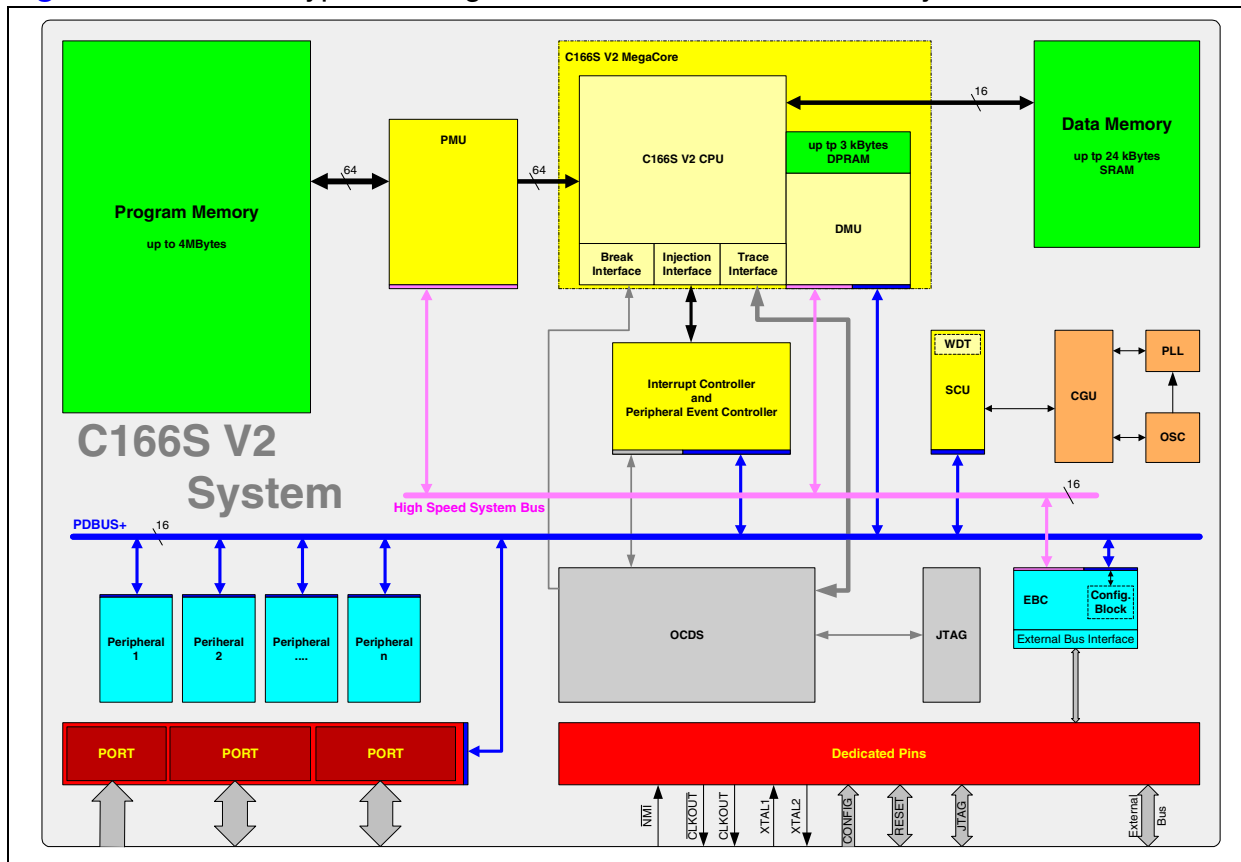 C166S V2 MegaCore
16
PMU
C166S V2 CPU
up tp 3 kBytes
DPRAM
Data Memory
up tp 24 kBytes
SRAM
64
64
Program Memory
up to 4MBytes
DMU
Break
Interface
Injection
Interface
Trace
Interface
WDT
SCU
CGU
PLL
OSC
Interrupt Controller
and
Peripheral Event Controller
C166S V2
System
16
High Speed System Bus
PDBUS+
16
Peripheral
1
Periheral
2
Peripheral
....
Peripheral
n
OCDS
JTAG
EBC
Config.
Block
External Bus Interface
PORT
PORT
PORT
Dedicated Pins
NMI
CLKOUT
CLKOUT
XTAL1
XTAL2
CONFIG
RESET
JTAG
External
Bus